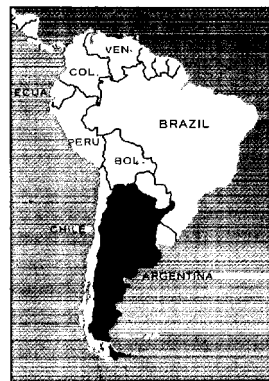 VEN.
COL.
ECUA.
BRAZIL
PERU
BOL.
CHILE
ARGENTINA